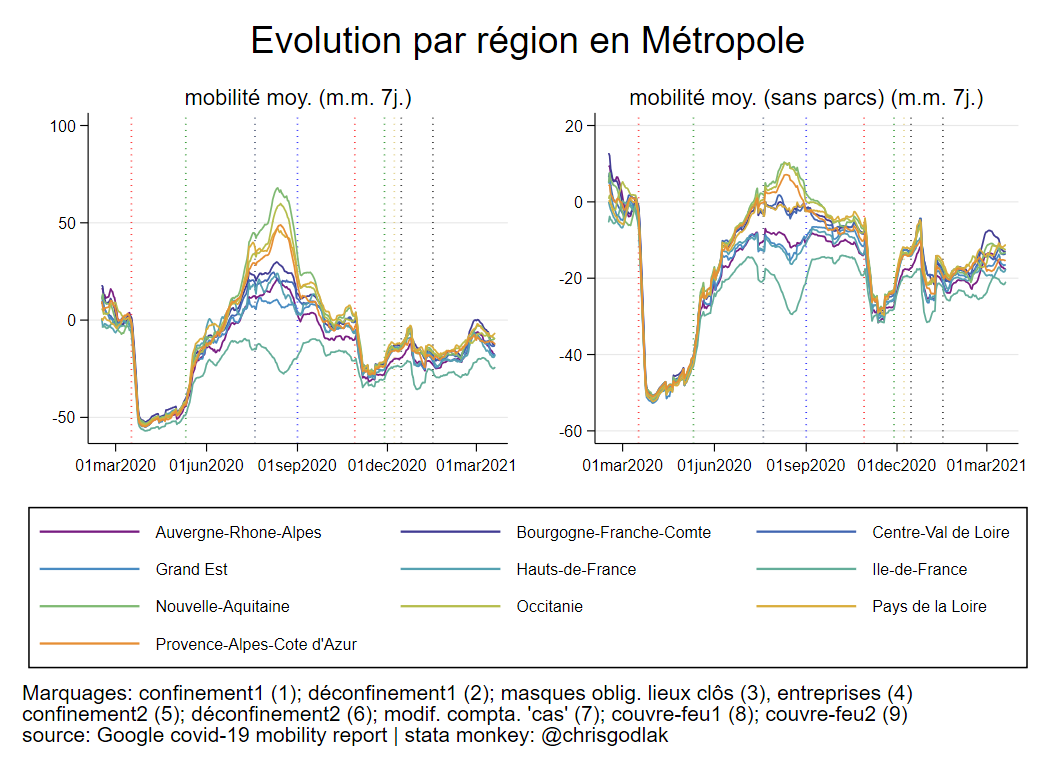 Evolution par région en Métropole
mobilité moy. (m.m. 7j.)
mobilité moy. (sans parcs) (m.m. 7j.)
100
50
0
-50
01mar2020 01jun2020 01sep2020 01dec2020 01mar2021
20
0
-20
-40
-60
01mar2020 01jun2020 01sep2020 01dec2020 01mar2021
Auvergne-Rhone-Alpes Bourgogne-Franche-Comte Centre-Val de Loire
Grand Est Hauts-de-France Ile-de-France
Nouvelle-Aquitaine Occitanie Pays de la Loire
Provence-Alpes-Cote d'Azur
Marquages: confinement1 (1); déconfinement1 (2); masques oblig. lieux clôs (3), entreprises (4)
confinement2 (5); déconfinement2 (6); modif. compta. 'cas' (7); couvre-feu1 (8); couvre-feu2 (9)
source: Google covid-19 mobility report | stata monkey: @chrisgodlak